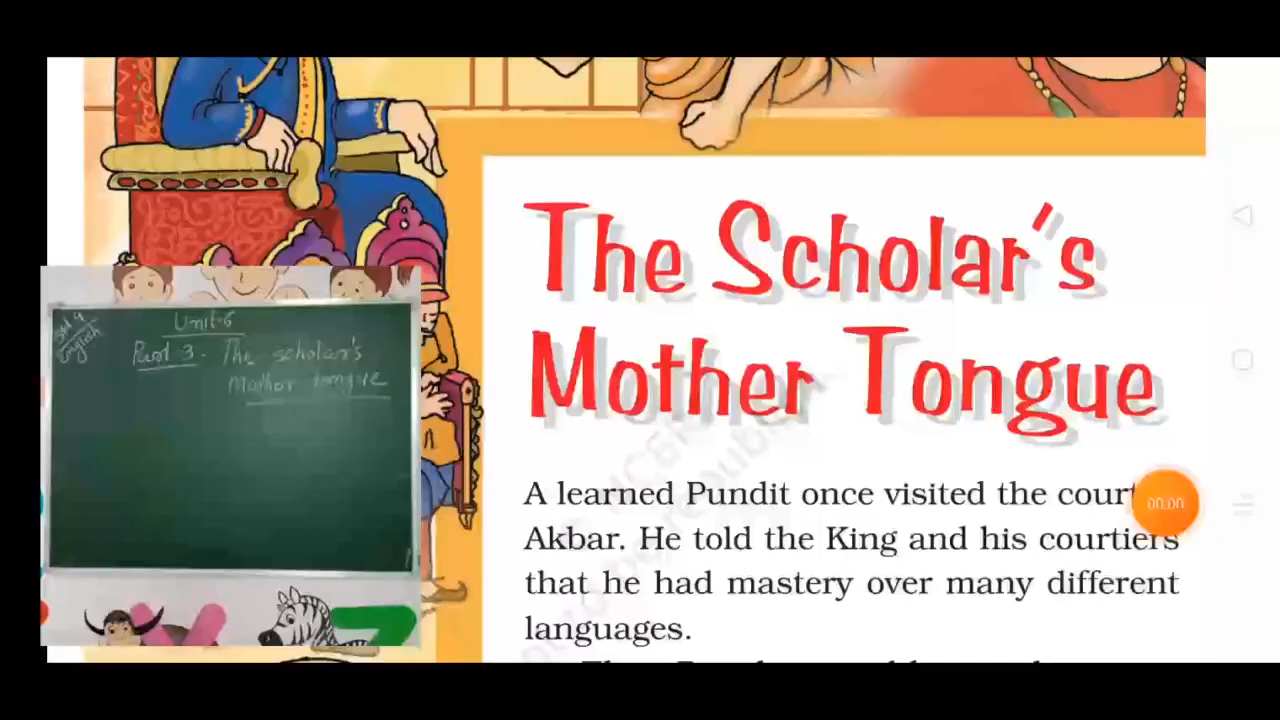 The Scholar's
Mother Tongue
A learned Pundit once visited the court
Akbar. He told the King and his courtiers
that he had mastery over many different
languages.
00:00
Std 4
English
Unit-6
Part 3 - The scholar's
Mother tongue